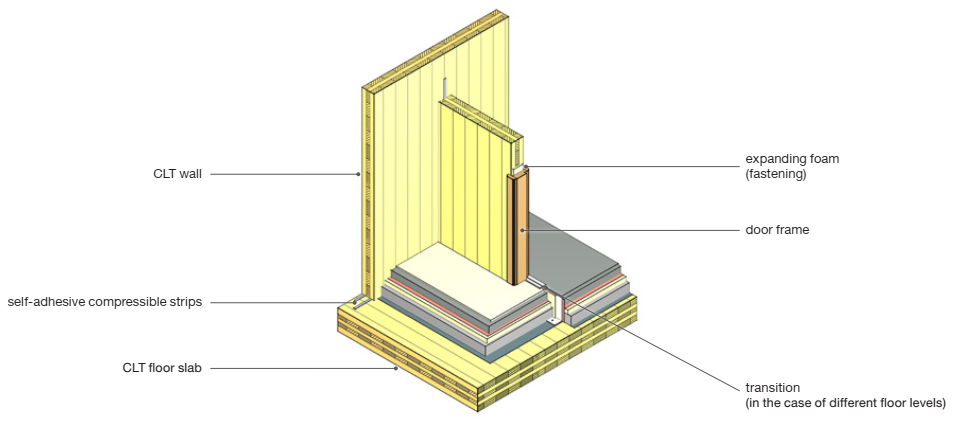 CLT wall
self-adhesive compressible strips
CLT floor slab
expanding foam
(fastening)
door frame
transition
(in the case of different floor levels)